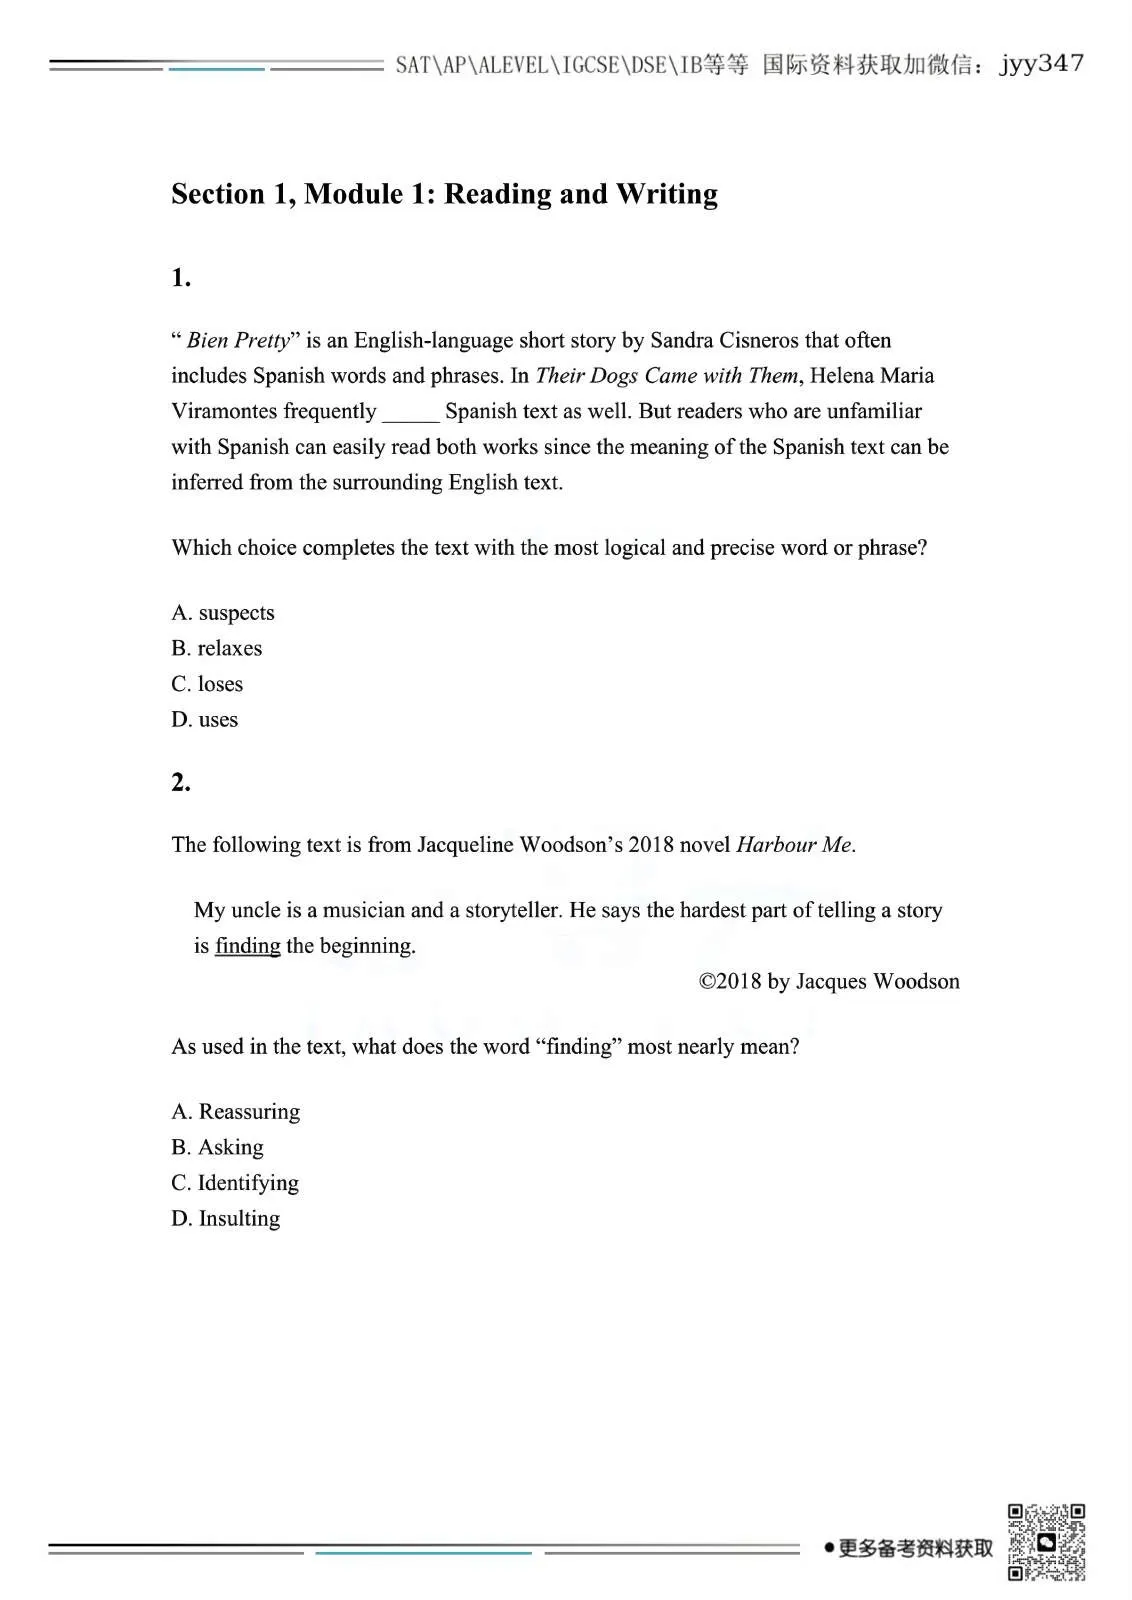 SAT\AP\ALEVEL\IGCSE\DSE\IB等等 国际资料获取加微信: jyy347
Section 1, Module 1: Reading and Writing
1.
“ Bien Pretty” is an English-language short story by Sandra Cisneros that often
includes Spanish words and phrases. In Their Dogs Came with Them, Helena Maria
Viramontes frequently _____ Spanish text as well. But readers who are unfamiliar
with Spanish can easily read both works since the meaning of the Spanish text can be
inferred from the surrounding English text.
Which choice completes the text with the most logical and precise word or phrase?
A. suspects
B. relaxes
C. loses
D. uses
2.
The following text is from Jacqueline Woodson’s 2018 novel Harbour Me.
My uncle is a musician and a storyteller. He says the hardest part of telling a story
is finding the beginning.
©2018 by Jacques Woodson
As used in the text, what does the word “finding” most nearly mean?
A. Reassuring
B. Asking
C. Identifying
D. Insulting
●更多备考资料获取